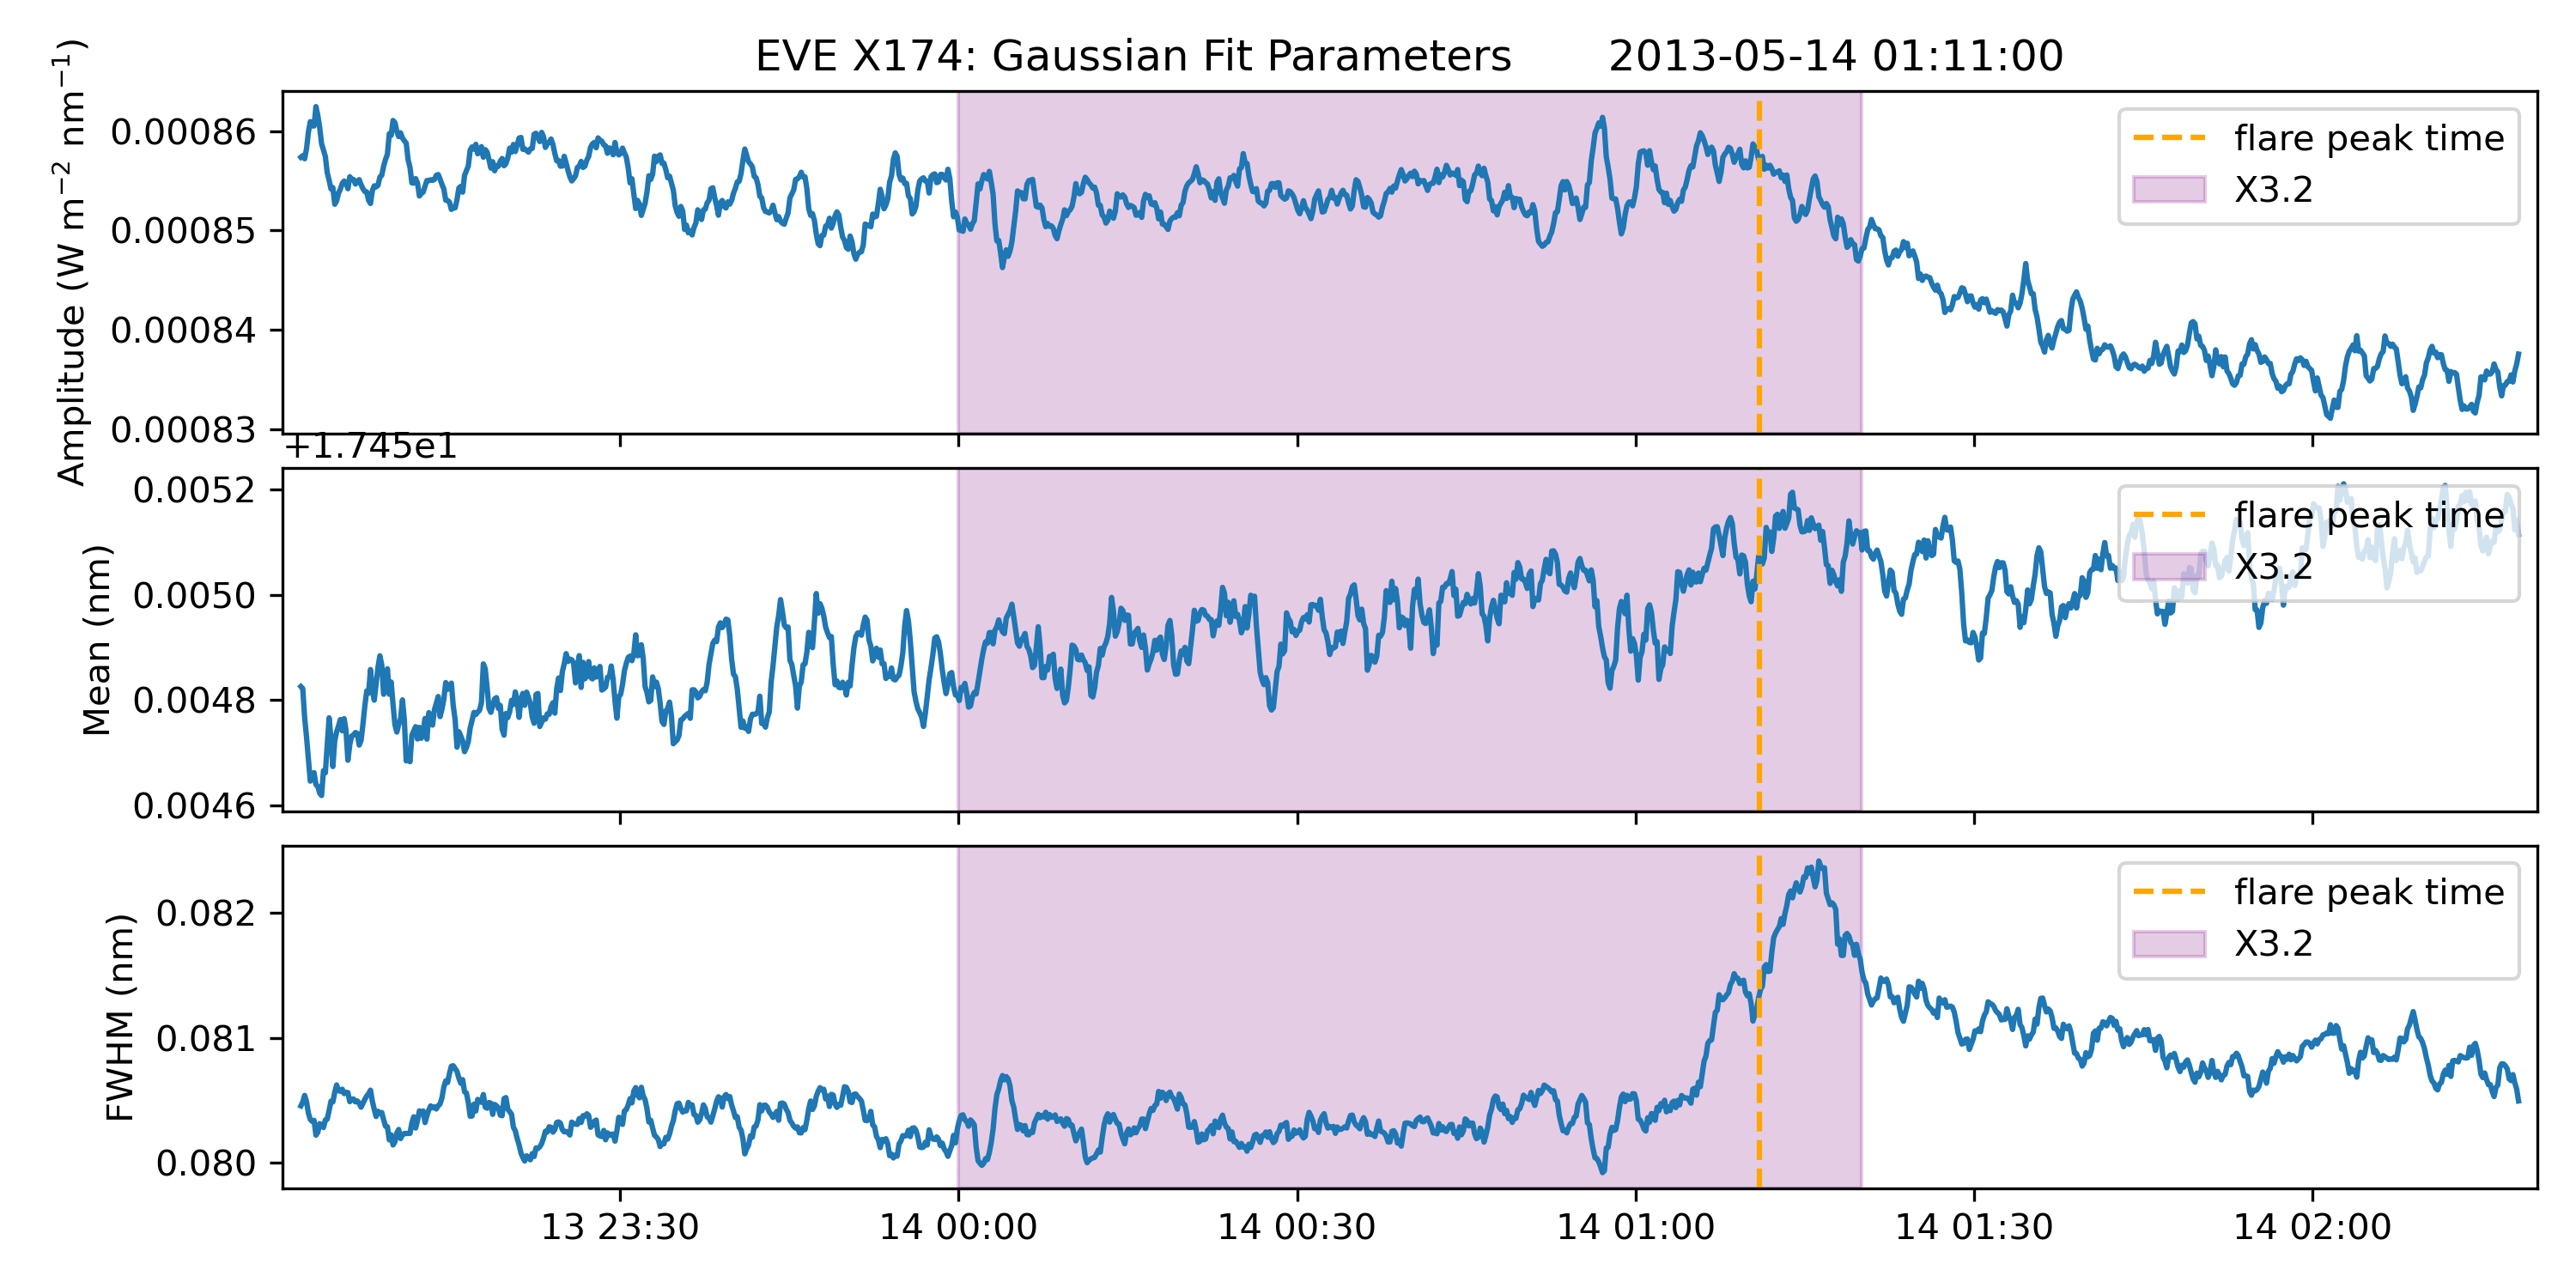 EVE X174: Gaussian Fit Parameters 2013-05-14 01:11:00
Amplitude (W m⁻² nm⁻¹)
0.00086
0.00085
0.00084
0.00083
flare peak time
X3.2
+1.745e1
Mean (nm)
0.0052
0.0050
0.0048
0.0046
flare peak time
X3.2
FWHM (nm)
0.082
0.081
0.080
flare peak time
X3.2
13 23:30
14 00:00
14 00:30
14 01:00
14 01:30
14 02:00